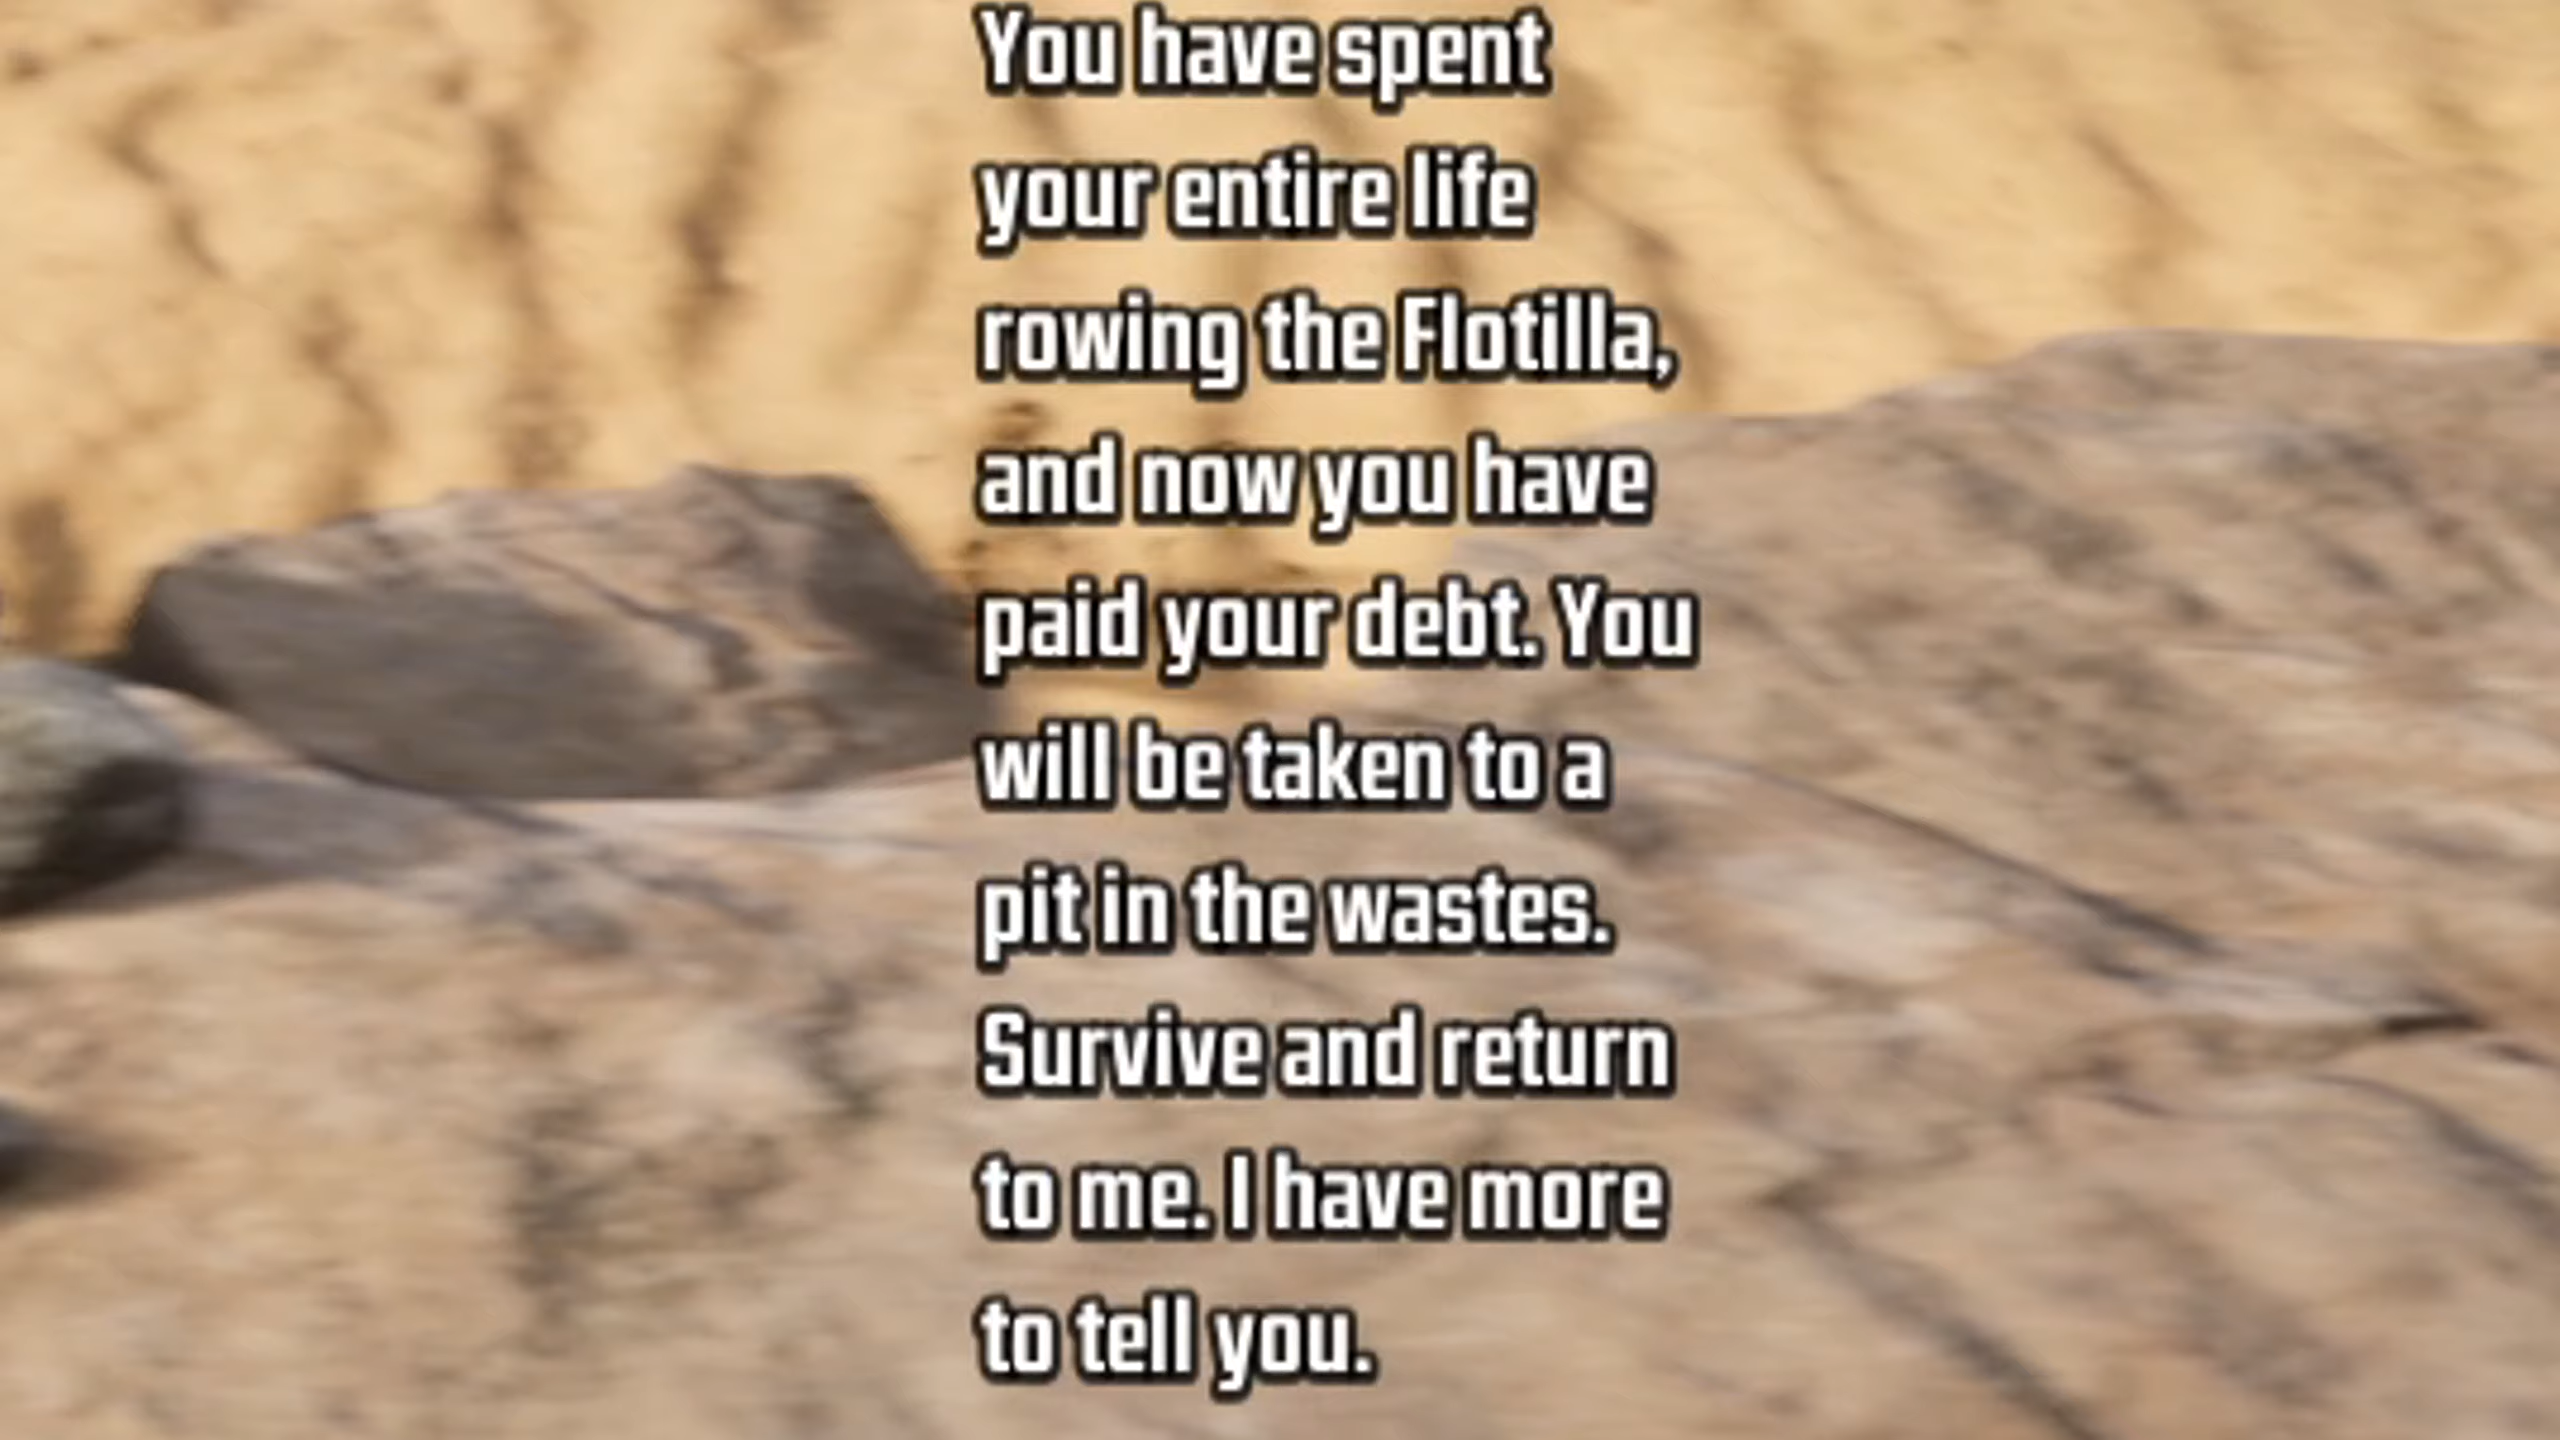 You have spent
your entire life
rowing the Flotilla,
and now you have
paid your debt. You
will be taken to a
pit in the wastes.
Survive and return
to me. I have more
to tell you.